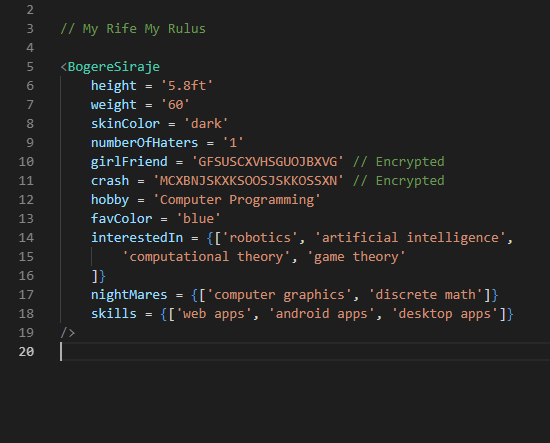 2
3 // My Rife My Rulus
4
5 <BogereSiraje
6 height = '5.8ft'
7 weight = '60'
8 skinColor = 'dark'
9 numberOfHaters = '1'
10 girlFriend = 'GFSUSCXVHSGUOJBXVG' // Encrypted
11 crash = 'MCXBNJSKXKSOOSJSKKOSSXN' // Encrypted
12 hobby = 'Computer Programming'
13 favColor = 'blue'
14 interestedIn = {['robotics', 'artificial intelligence',
15 'computational theory', 'game theory'
16 ]}
17 nightMares = {['computer graphics', 'discrete math']}
18 skills = {['web apps', 'android apps', 'desktop apps']}
19 />
20